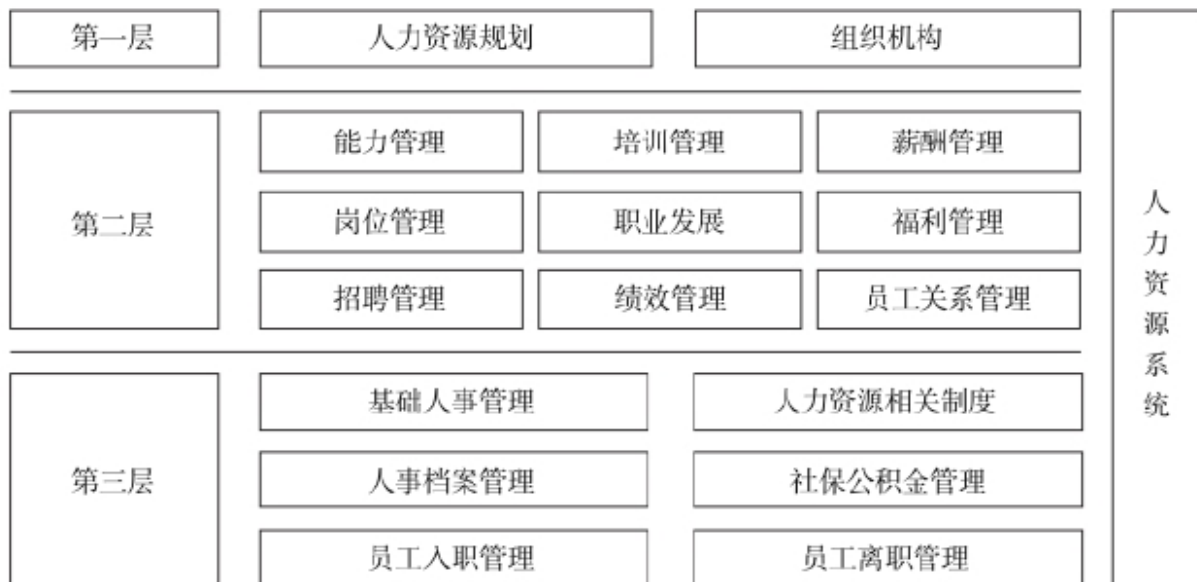 第一层
人力资源规划
组织机构
第二层
能力管理
培训管理
薪酬管理
岗位管理
职业发展
福利管理
招聘管理
绩效管理
员工关系管理
第三层
基础人事管理
人力资源相关制度
人事档案管理
社保公积金管理
员工入职管理
员工离职管理
人力资源系统